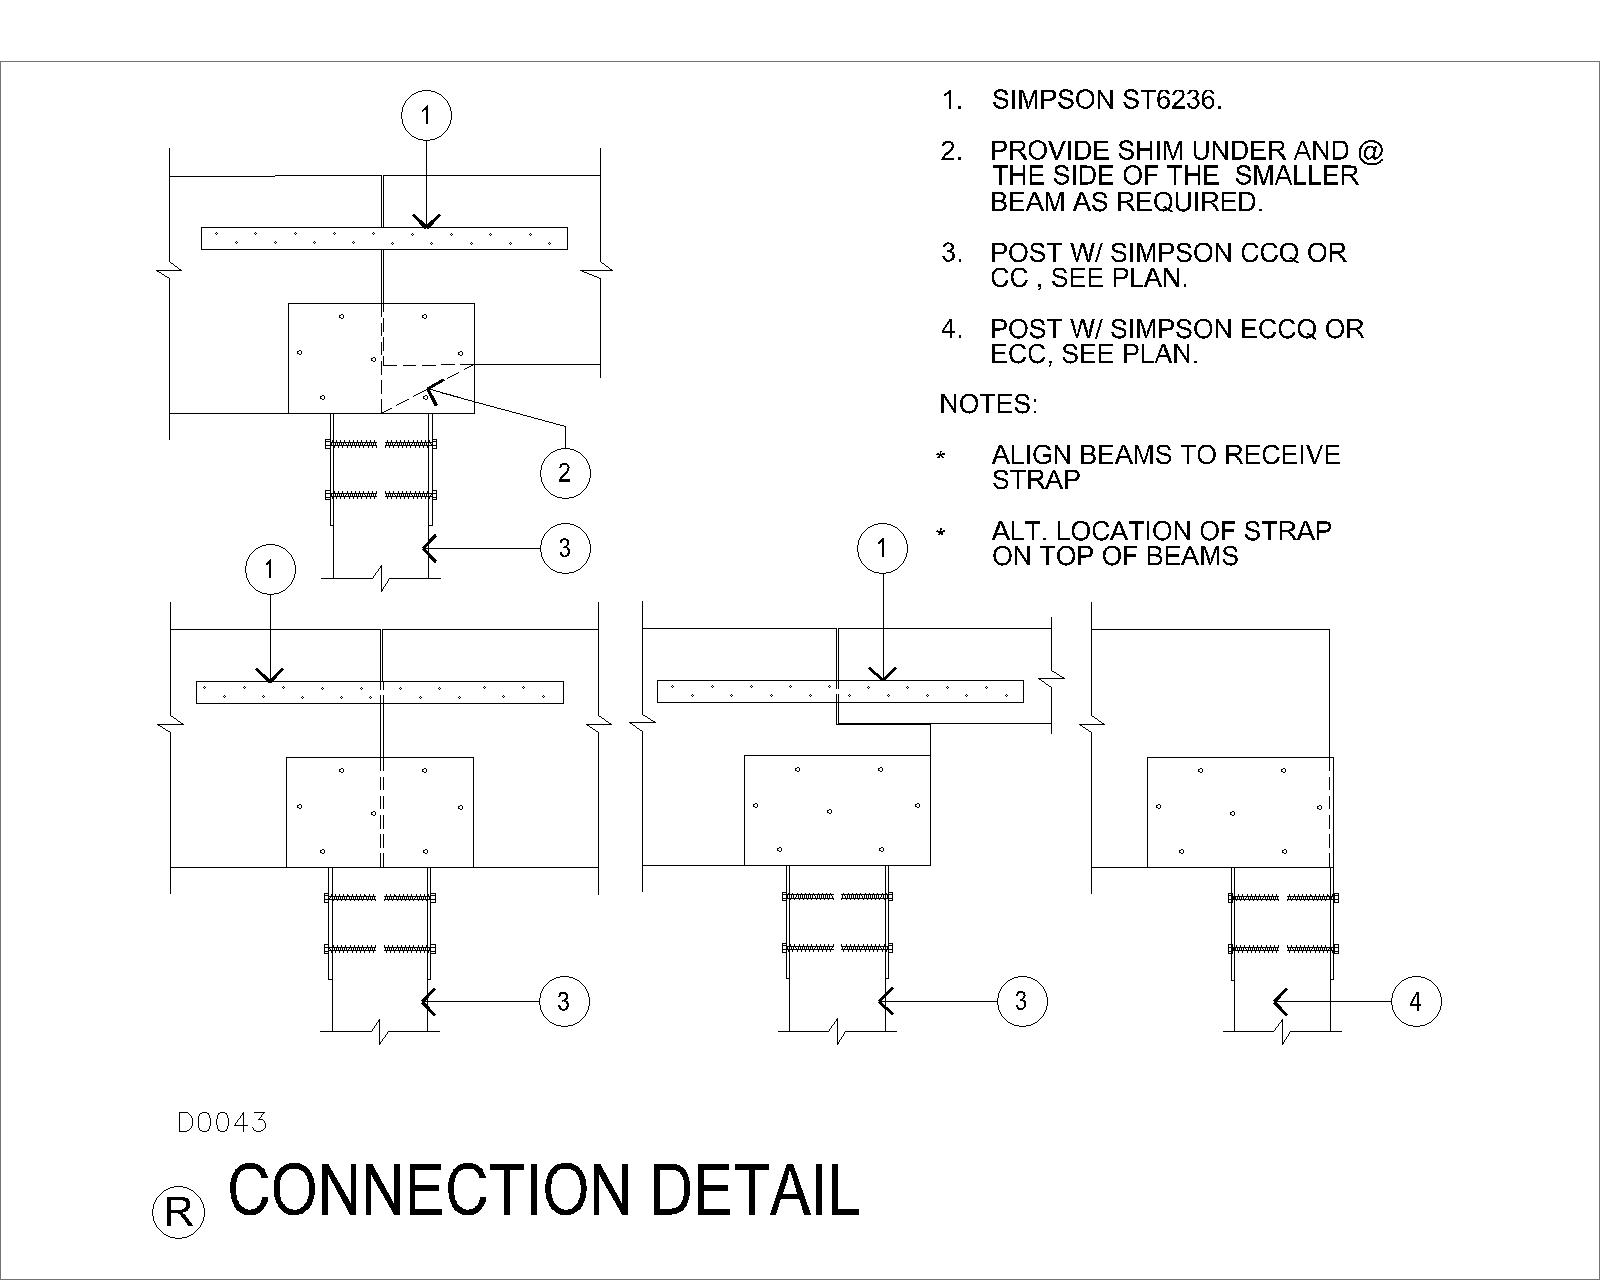 1. SIMPSON ST6236.
2. PROVIDE SHIM UNDER AND @
THE SIDE OF THE SMALLER
BEAM AS REQUIRED.
3. POST W/ SIMPSON CCQ OR
CC , SEE PLAN.
4. POST W/ SIMPSON ECCQ OR
ECC, SEE PLAN.
NOTES:
* ALIGN BEAMS TO RECEIVE
STRAP
* ALT. LOCATION OF STRAP
ON TOP OF BEAMS
1
2
3
1
1
3
3
4
D0043
R CONNECTION DETAIL